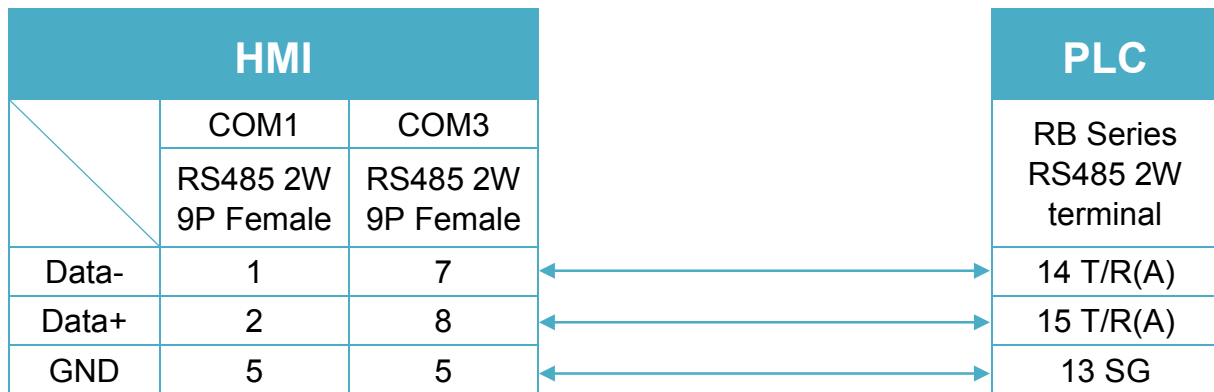 HMI
PLC
COM1 COM3
RS485 2W
9P Female
RS485 2W
9P Female
RB Series
RS485 2W
terminal
Data- 1 7 14 T/R(A)
Data+ 2 8 15 T/R(A)
GND 5 5 13 SG